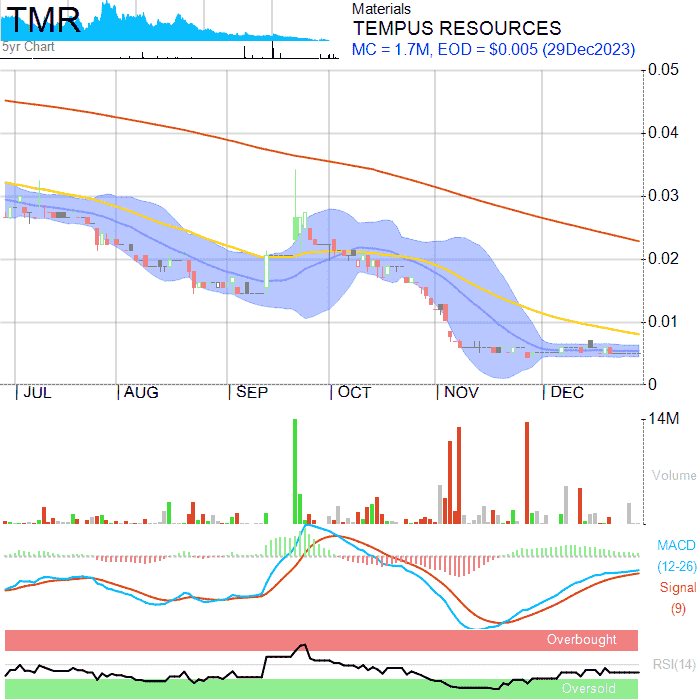 TMR
5yr Chart
Materials
TEMPUS RESOURCES
MC = 1.7M, EOD = $0.005 (29Dec2023)
0.05
0.04
0.03
0.02
0.01
0
JUL AUG SEP OCT NOV DEC
14M
Volume
MACD
(12-26)
Signal
(9)
Overbought
RSI(14)
Oversold